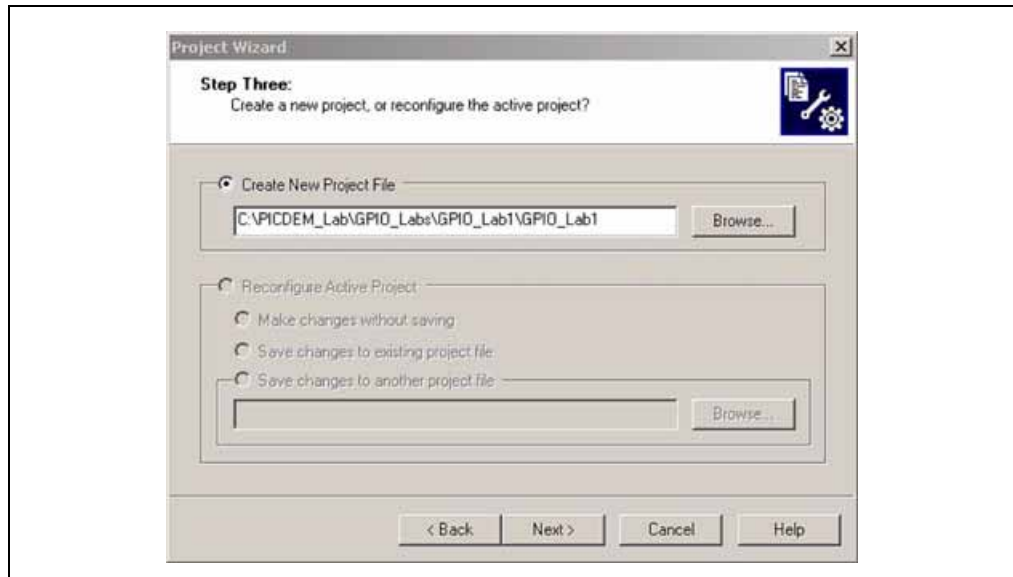 Project Wizard
Step Three:
Create a new project, or reconfigure the active project?
Create New Project File
C:\PICDEM_Lab\GPIO_Labs\GPIO_Lab1\GPIO_Lab1
Browse...
Reconfigure Active Project
Make changes without saving
Save changes to existing project file
Save changes to another project file
Browse...
< Back
Next >
Cancel
Help